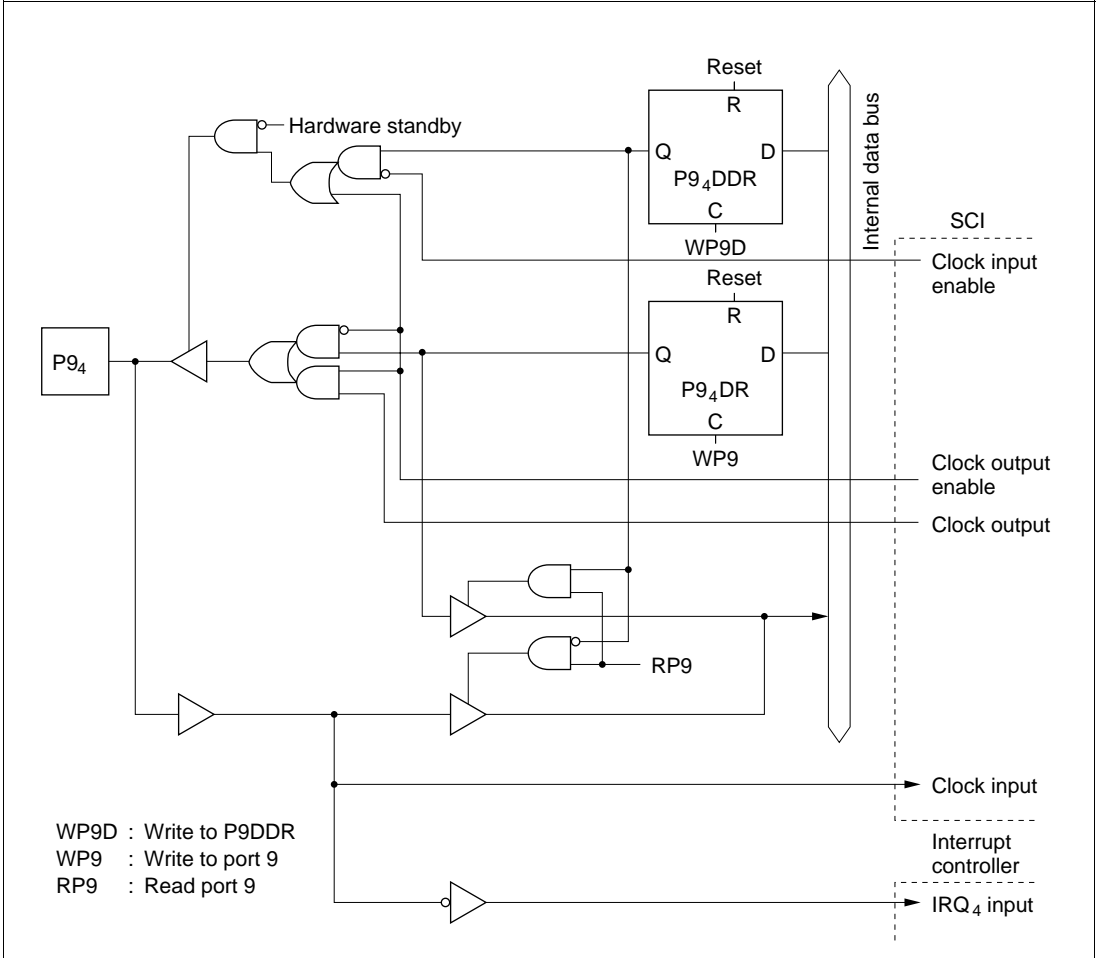 Reset
R
Hardware standby
Q
D
P9₄DDR
C
WP9D
Internal data bus
SCI
Clock input
enable
Reset
R
P9₄
Q
D
P9₄DR
C
WP9
Clock output
enable
Clock output
RP9
Clock input
WP9D : Write to P9DDR
WP9 : Write to port 9
RP9 : Read port 9
Interrupt
controller
IRQ₄ input